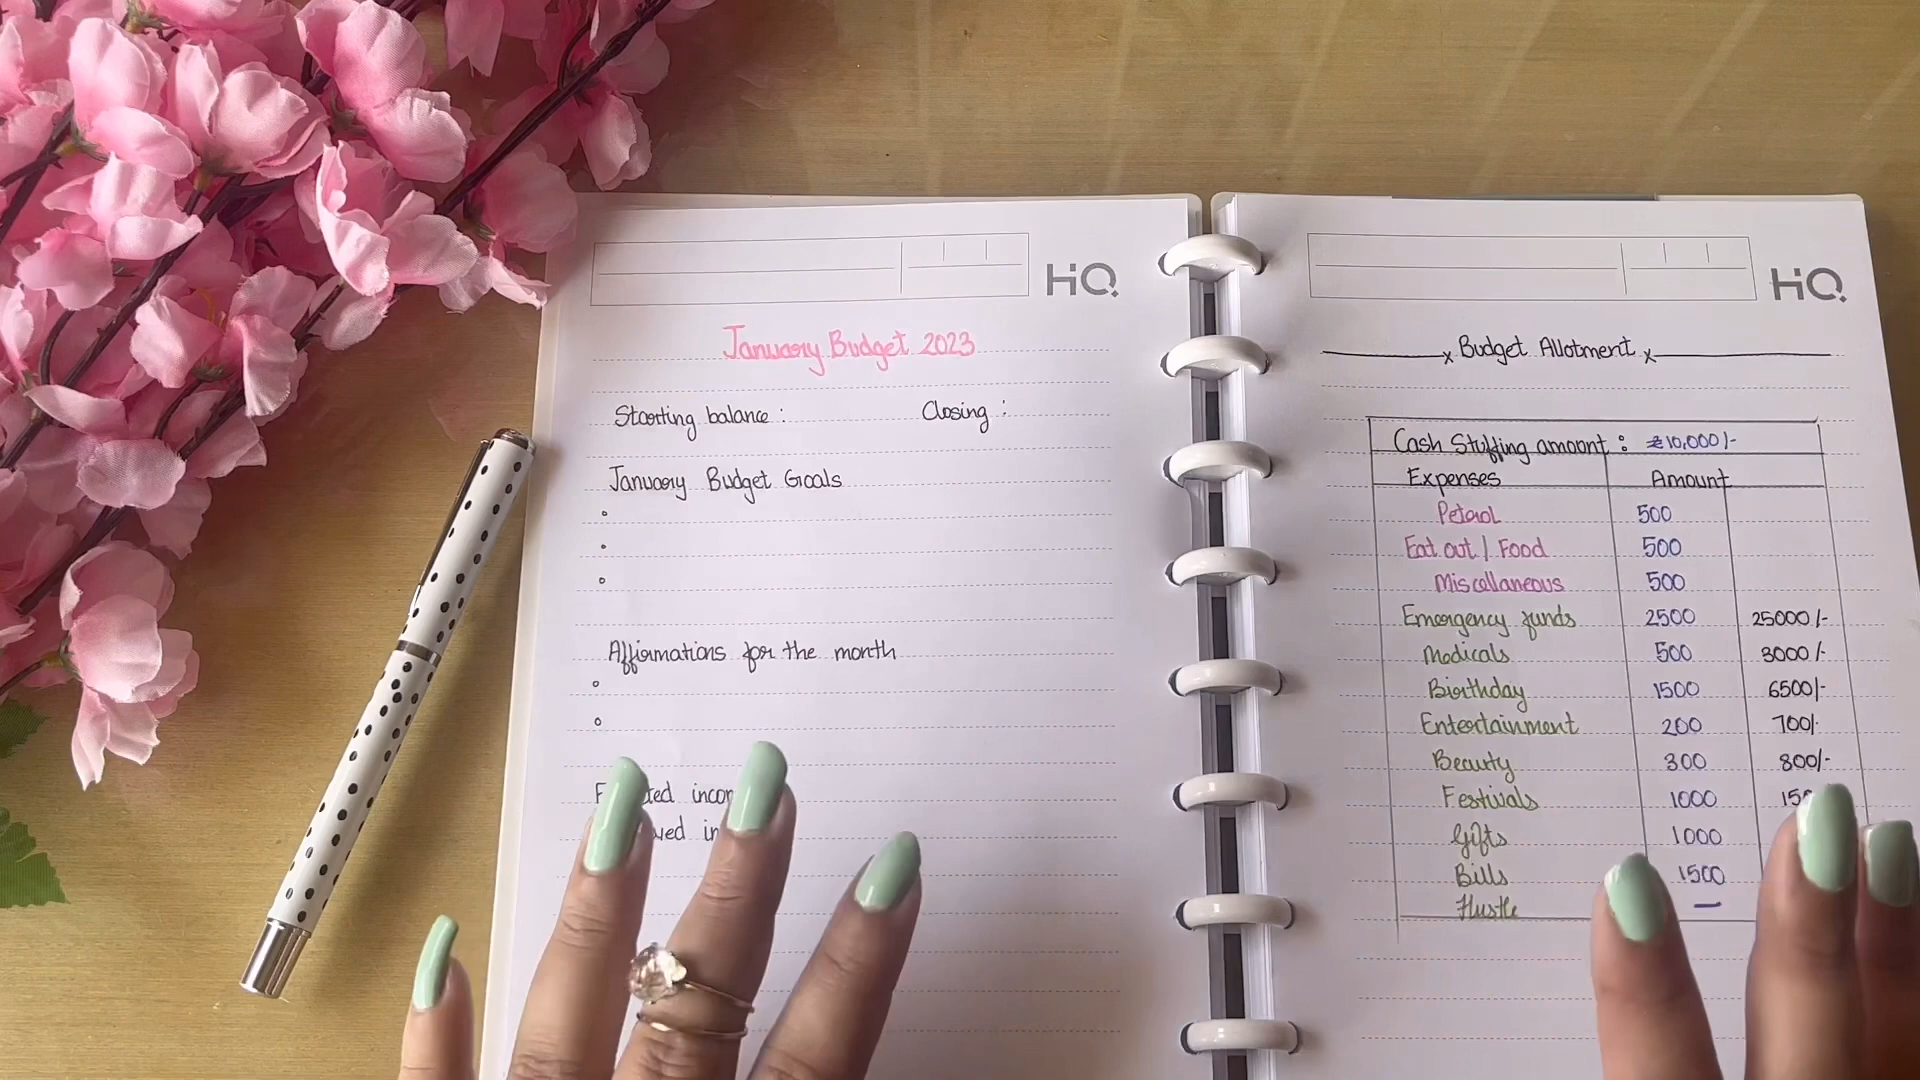 HQ
January Budget 2023
Starting balance : Closing :
January Budget Goals
Affirmations for the month
HQ
x Budget Allotment x
Cash Stuffing amount : ₹10,000/-
Expenses Amount
Petrol 500
Eat out / Food 500
Miscellaneous 500
Emergency funds 2500 25000/-
Medicals 500 3000/-
Birthday 1500 6500/-
Entertainment 200 700/-
Beauty 300 800/-
Festivals 1000
Gifts 1000
Bills 1500
Hustle —